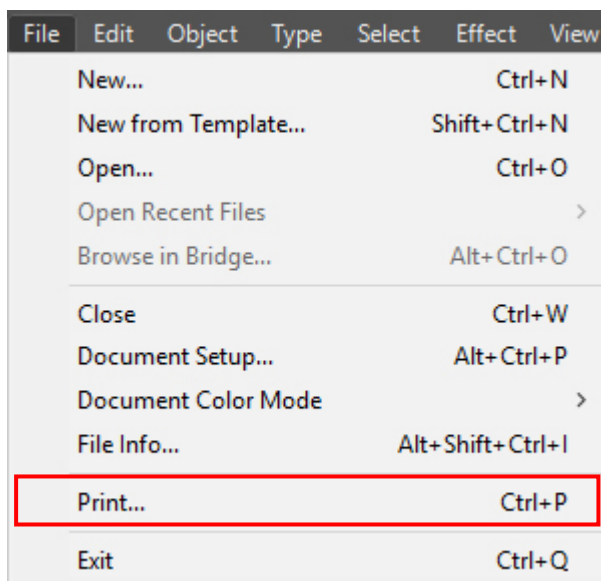 File Edit Object Type Select Effect View
New... Ctrl+N
New from Template... Shift+Ctrl+N
Open... Ctrl+O
Open Recent Files >
Browse in Bridge... Alt+Ctrl+O
Close Ctrl+W
Document Setup... Alt+Ctrl+P
Document Color Mode >
File Info... Alt+Shift+Ctrl+I
Print... Ctrl+P
Exit Ctrl+Q